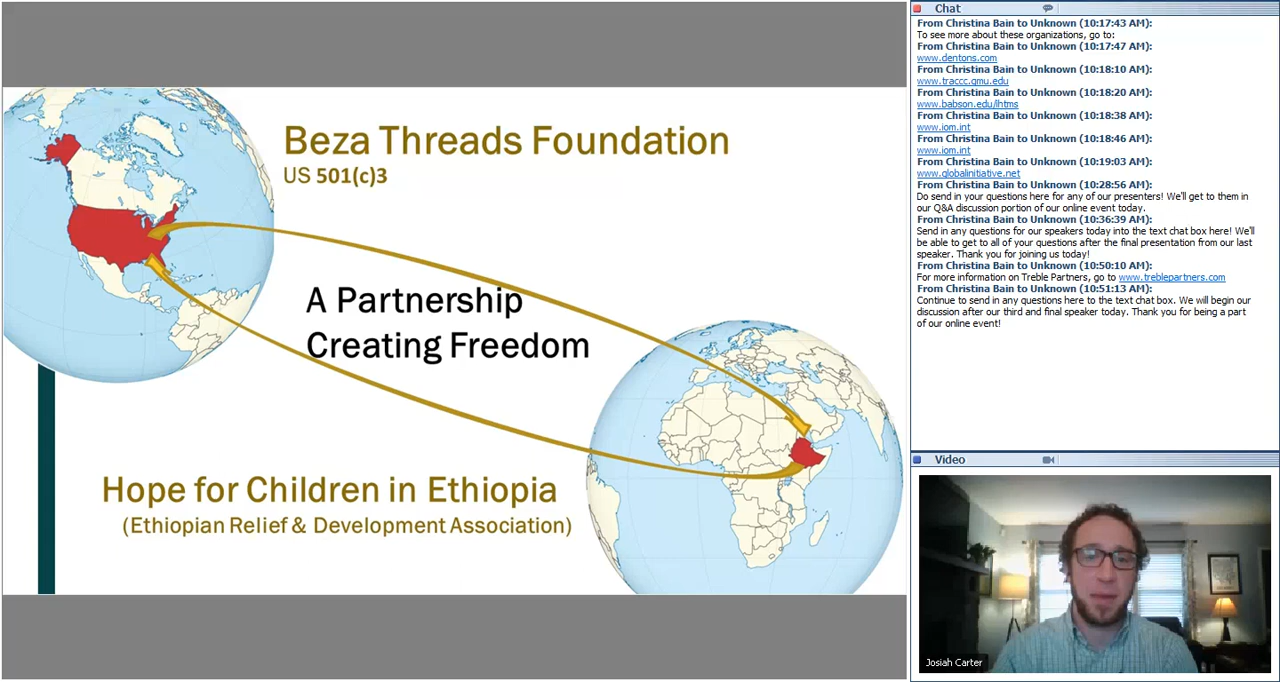 Beza Threads Foundation
US 501(c)3
A Partnership
Creating Freedom
Hope for Children in Ethiopia
(Ethiopian Relief & Development Association)
Chat
From Christina Bain to Unknown (10:17:43 AM):
To see more about these organizations, go to:
From Christina Bain to Unknown (10:17:47 AM):
www.dentons.com
From Christina Bain to Unknown (10:18:10 AM):
www.traccc.gmu.edu
From Christina Bain to Unknown (10:18:20 AM):
www.babson.edu/htms
From Christina Bain to Unknown (10:18:38 AM):
www.iom.int
From Christina Bain to Unknown (10:18:46 AM):
www.iom.int
From Christina Bain to Unknown (10:19:03 AM):
www.globalinitiative.net
From Christina Bain to Unknown (10:28:56 AM):
Do send in your questions here for any of our presenters! We'll get to them in
our Q&A discussion portion of our online event today.
From Christina Bain to Unknown (10:36:39 AM):
Send in any questions for our speakers today into the text chat box here! We'll
be able to get to all of your questions after the final presentation from our last
speaker. Thank you for joining us today!
From Christina Bain to Unknown (10:50:10 AM):
For more information on Treble Partners, go to www.treblepartners.com
From Christina Bain to Unknown (10:51:13 AM):
Continue to send in any questions here to the text chat box. We will begin our
discussion after our third and final speaker today. Thank you for being a part
of our online event!
Video
Josiah Carter